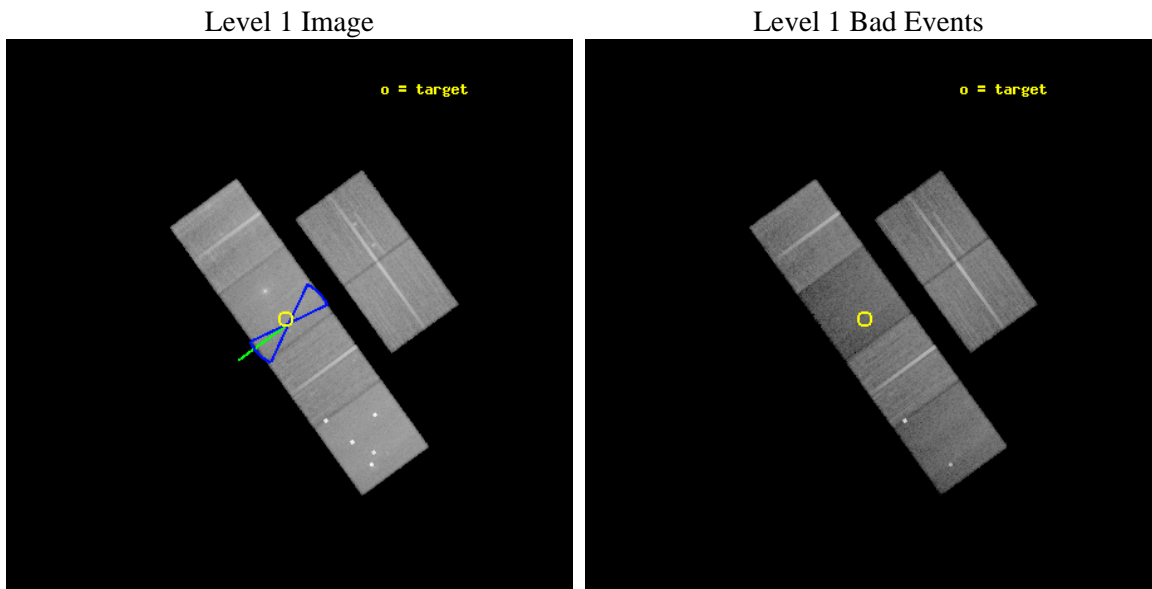 Level 1 Image
Level 1 Bad Events
o = target
o = target